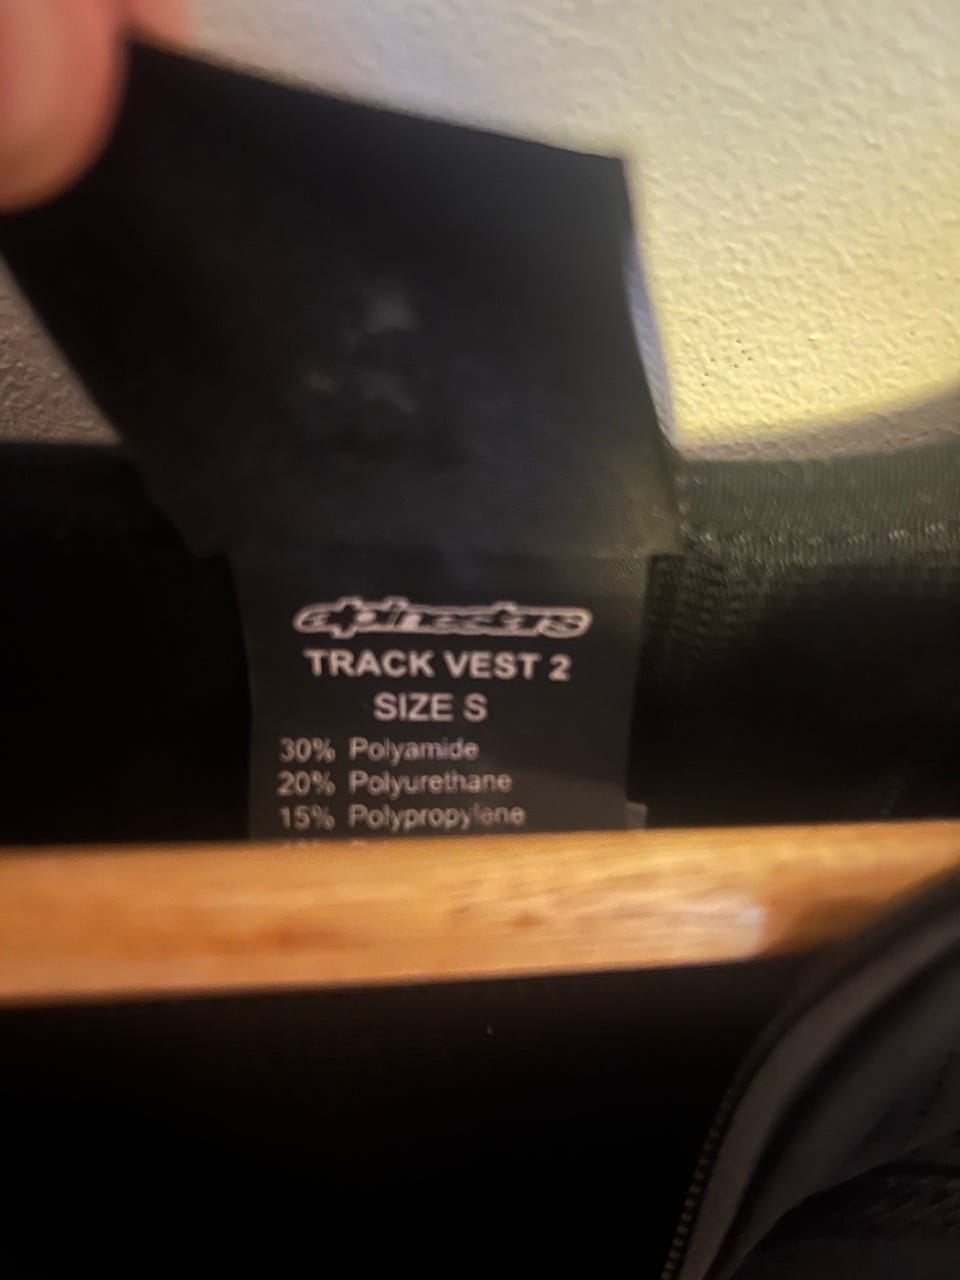 alpinestars
TRACK VEST 2
SIZE S
30% Polyamide
20% Polyurethane
15% Polypropylene